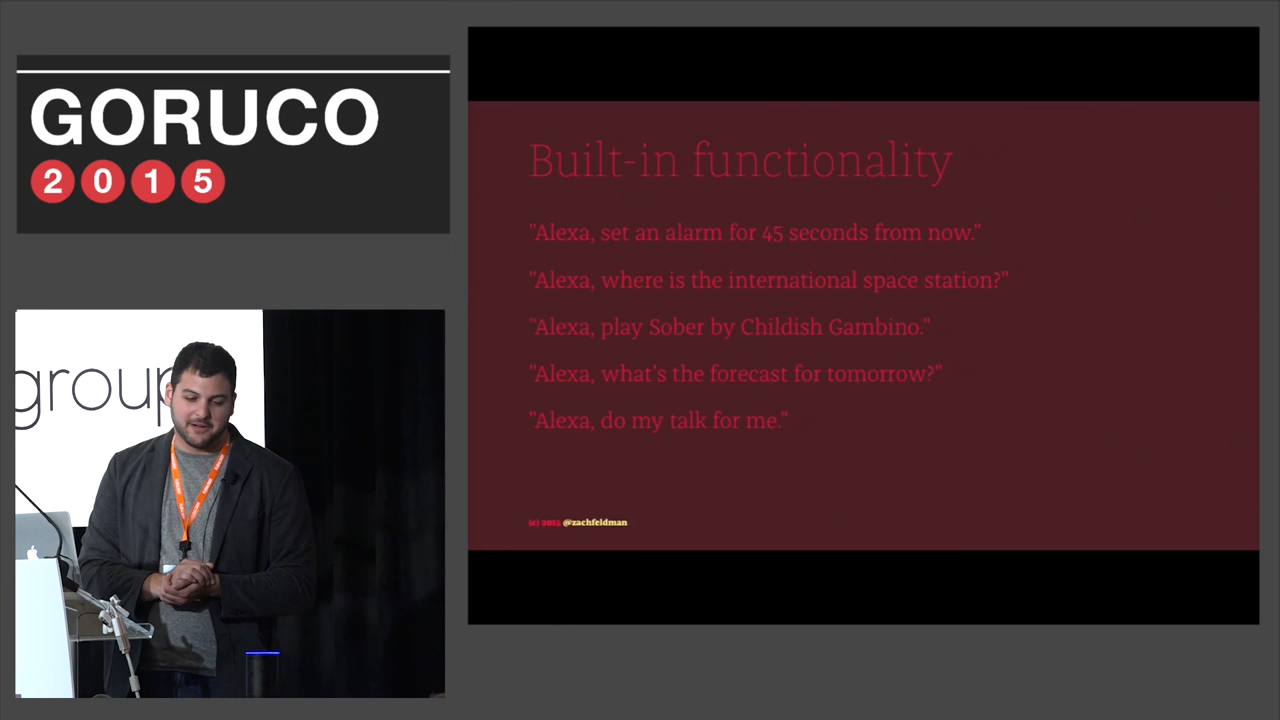 GORUCO
2015
group
Built-in functionality
"Alexa, set an alarm for 45 seconds from now."
"Alexa, where is the international space station?"
"Alexa, play Sober by Childish Gambino."
"Alexa, what's the forecast for tomorrow?"
"Alexa, do my talk for me."
(c) 2015 @zachfeldman